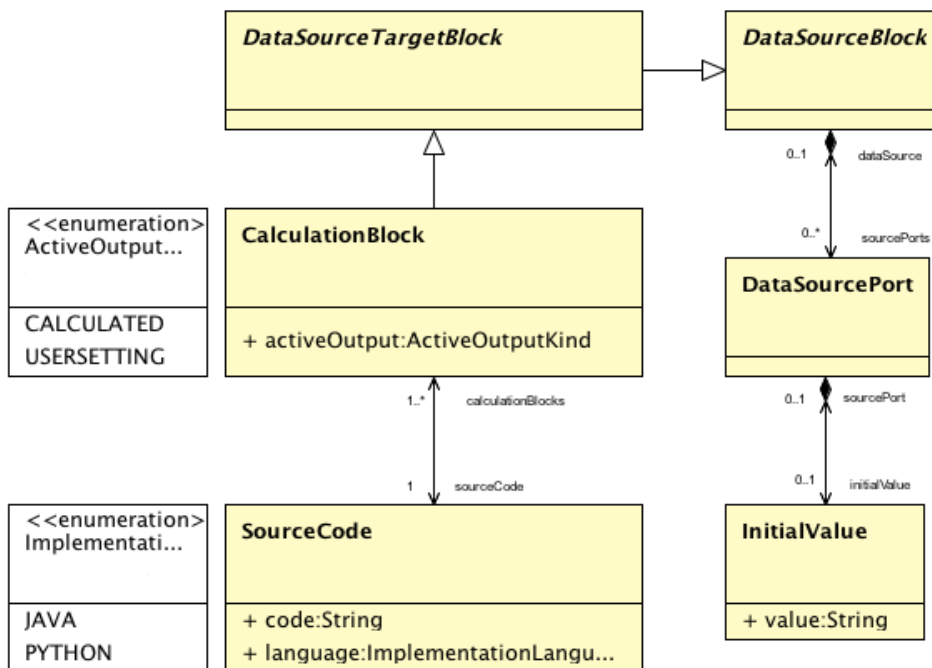 DataSourceTargetBlock
DataSourceBlock
0..1
dataSource
0..*
sourcePorts
<<enumeration>
ActiveOutput...
CALCULATED
USERSETTING
CalculationBlock
+ activeOutput:ActiveOutputKind
DataSourcePort
1..*
calculationBlocks
0..1
sourcePort
1
sourceCode
0..1
initialValue
<<enumeration>
Implementati...
JAVA
PYTHON
SourceCode
+ code:String
+ language:ImplementationLangu...
InitialValue
+ value:String